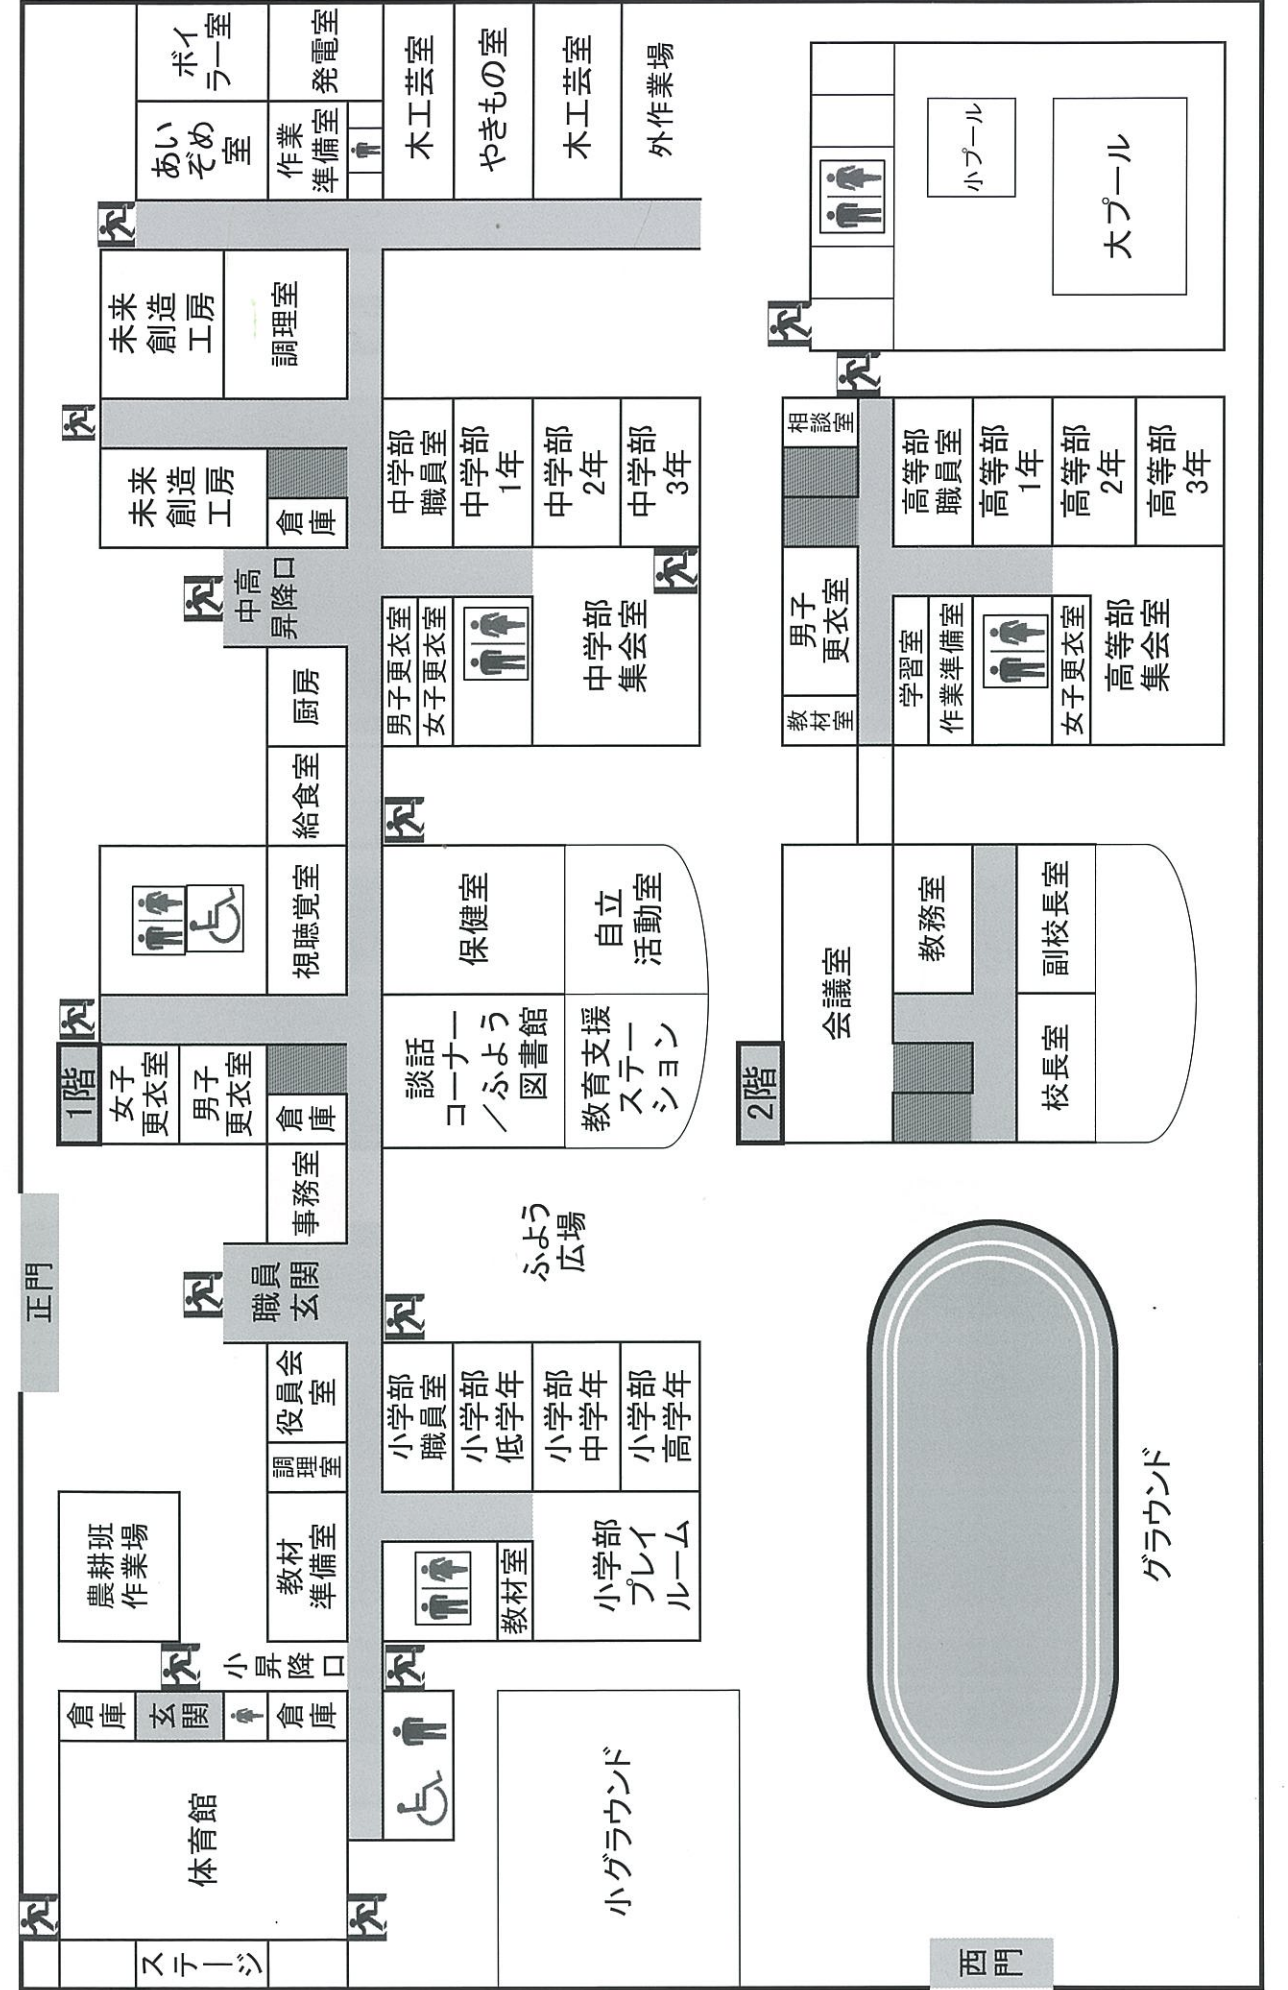 正門
1階
2階
体育館
ステージ
倉庫
玄関
倉庫
小昇降口
農耕班
作業場
教材
準備室
調理室
役員会
室
職員
玄関
事務室
女子
更衣室
男子
更衣室
倉庫
視聴覚室
給食室
厨房
中高
昇降口
未来
創造
工房
倉庫
未来
創造
工房
調理室
あい
ぞめ
室
ボイ
ラー室
作業
準備室
発電室
木工芸室
やきもの室
木工芸室
外作業場
小グラウンド
教材室
小学部
プレイ
ルーム
小学部
職員室
小学部
低学年
小学部
中学年
小学部
高学年
ふよう
広場
談話
コーナー
/ふよう
図書館
教育支援
ステー
ション
保健室
自立
活動室
男子更衣室
女子更衣室
中学部
集会室
中学部
職員室
中学部
1年
中学部
2年
中学部
3年
西門
グラウンド
会議室
教務室
校長室
副校長室
教材室
男子
更衣室
相談室
学習室
作業準備室
女子更衣室
高等部
集会室
高等部
職員室
高等部
1年
高等部
2年
高等部
3年
小プール
大プール